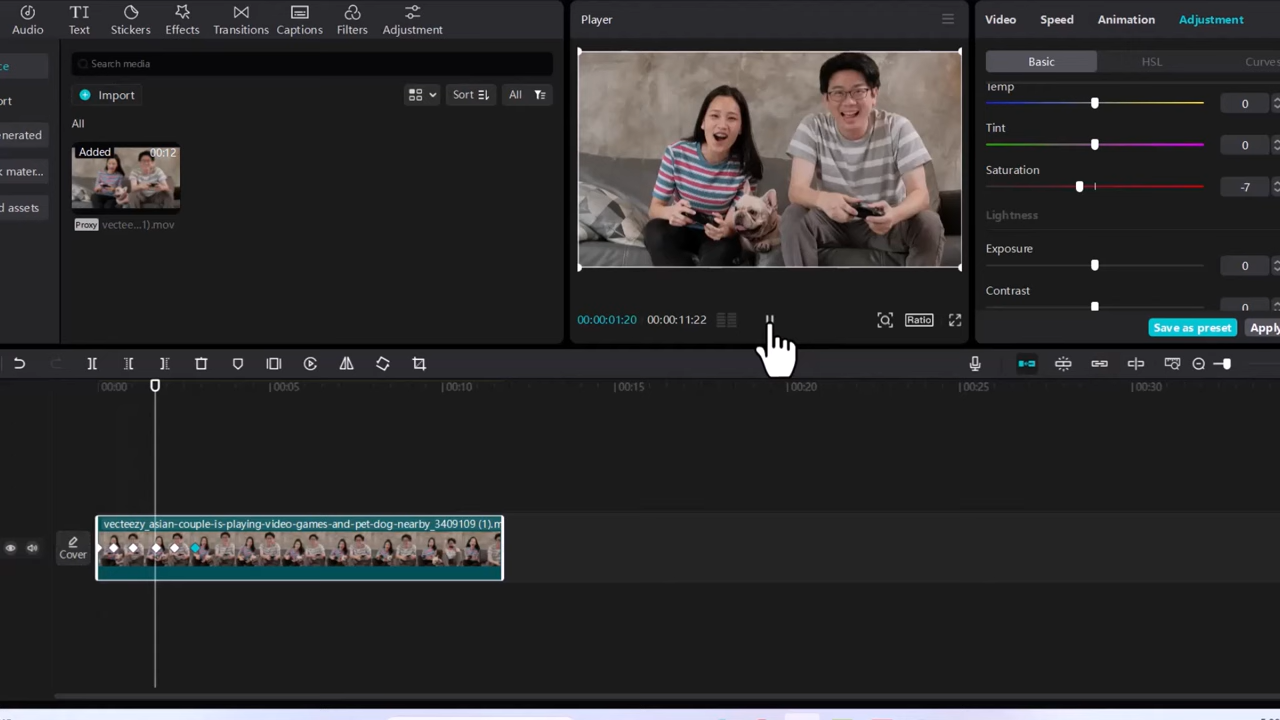 Audio
Text
Stickers
Effects
Transitions
Captions
Filters
Adjustment
Player
Video
Speed
Animation
Adjustment
ce
Search media
Basic
HSL
Curves
ort
Import
Sort
All
Temp
0
All
enerated
Added
00:12
Tint
0
k mater...
Saturation
-7
d assets
Proxy
vectee...1).mov
Lightness
Exposure
0
Contrast
0
00:00:01:20
00:00:11:22
Ratio
Save as preset
Apply
00:00
00:05
00:10
00:15
00:20
00:25
00:30
vecteezy_asian-couple-is-playing-video-games-and-pet-dog-nearby_3409109 (1).m
Cover